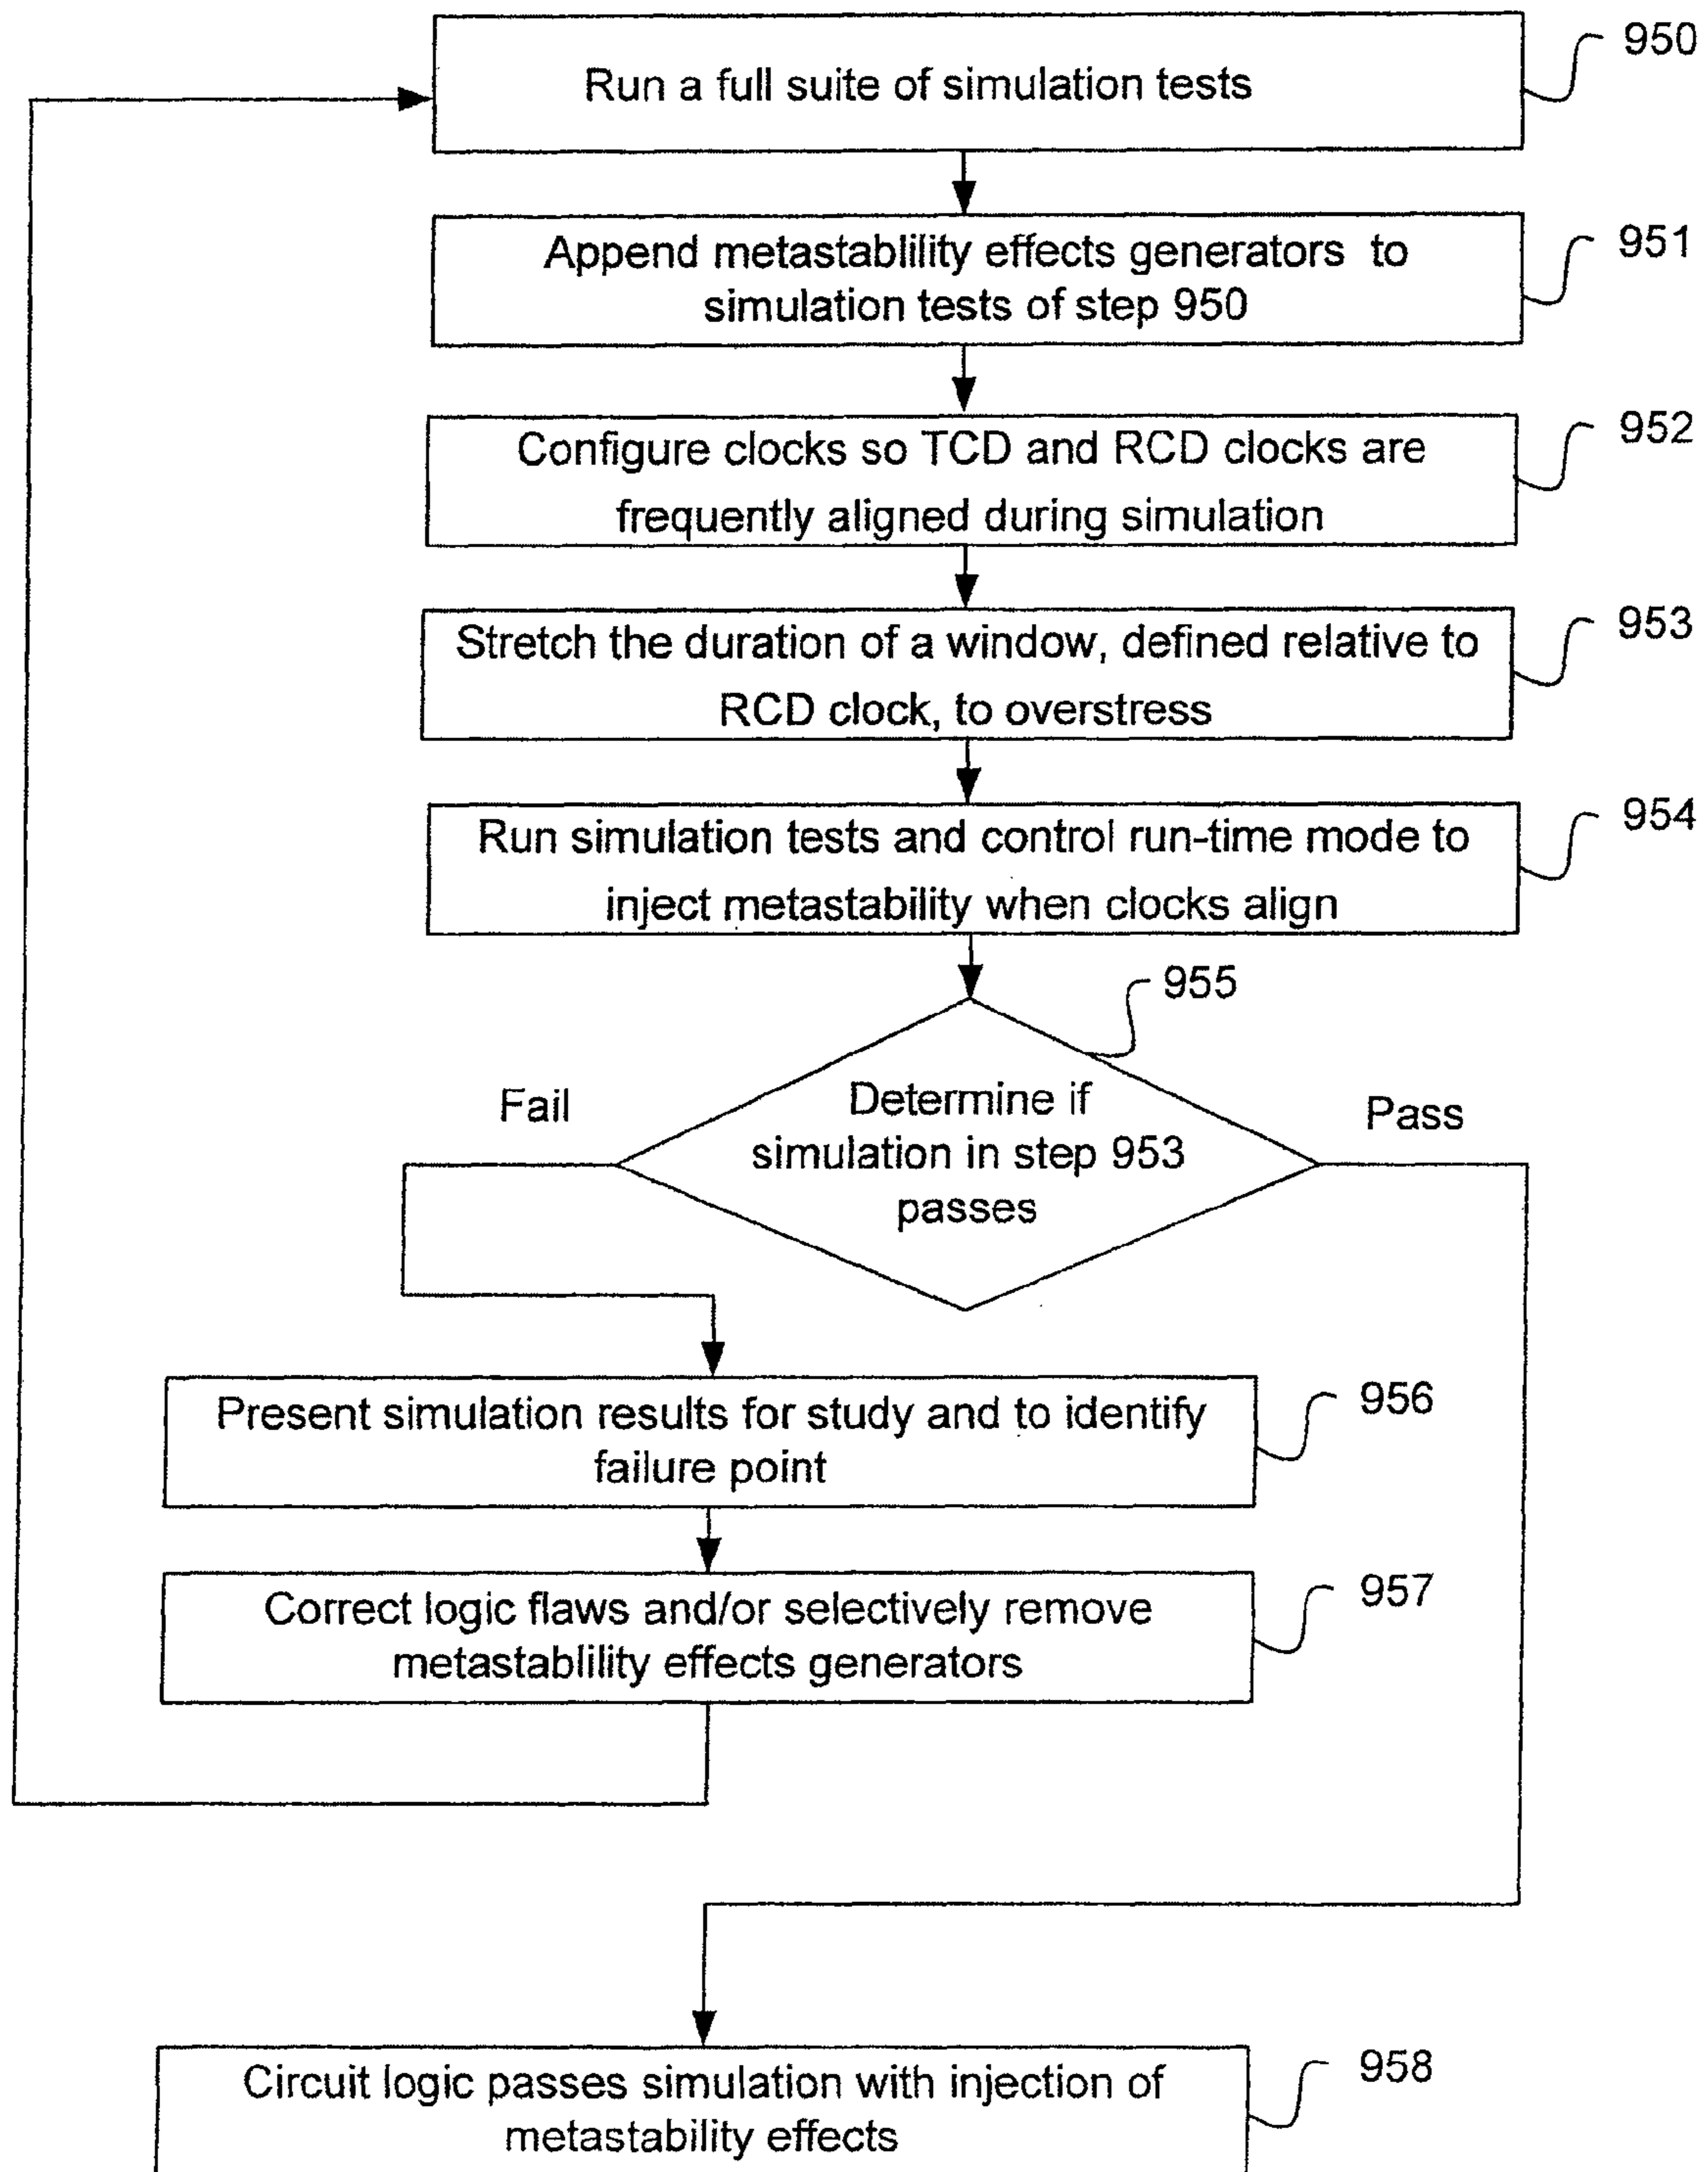 Run a full suite of simulation tests
950
Append metastablility effects generators to
simulation tests of step 950
951
Configure clocks so TCD and RCD clocks are
frequently aligned during simulation
952
Stretch the duration of a window, defined relative to
RCD clock, to overstress
953
Run simulation tests and control run-time mode to
inject metastability when clocks align
954
955
Fail
Determine if
simulation in step 953
passes
Pass
Present simulation results for study and to identify
failure point
956
Correct logic flaws and/or selectively remove
metastablility effects generators
957
Circuit logic passes simulation with injection of
metastability effects
958